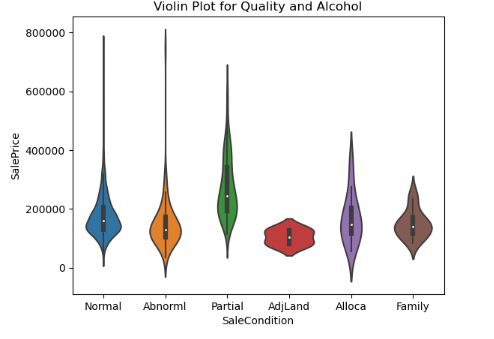 Violin Plot for Quality and Alcohol
800000
600000
400000
200000
0
SalePrice
Normal Abnorml Partial AdjLand Alloca Family
SaleCondition